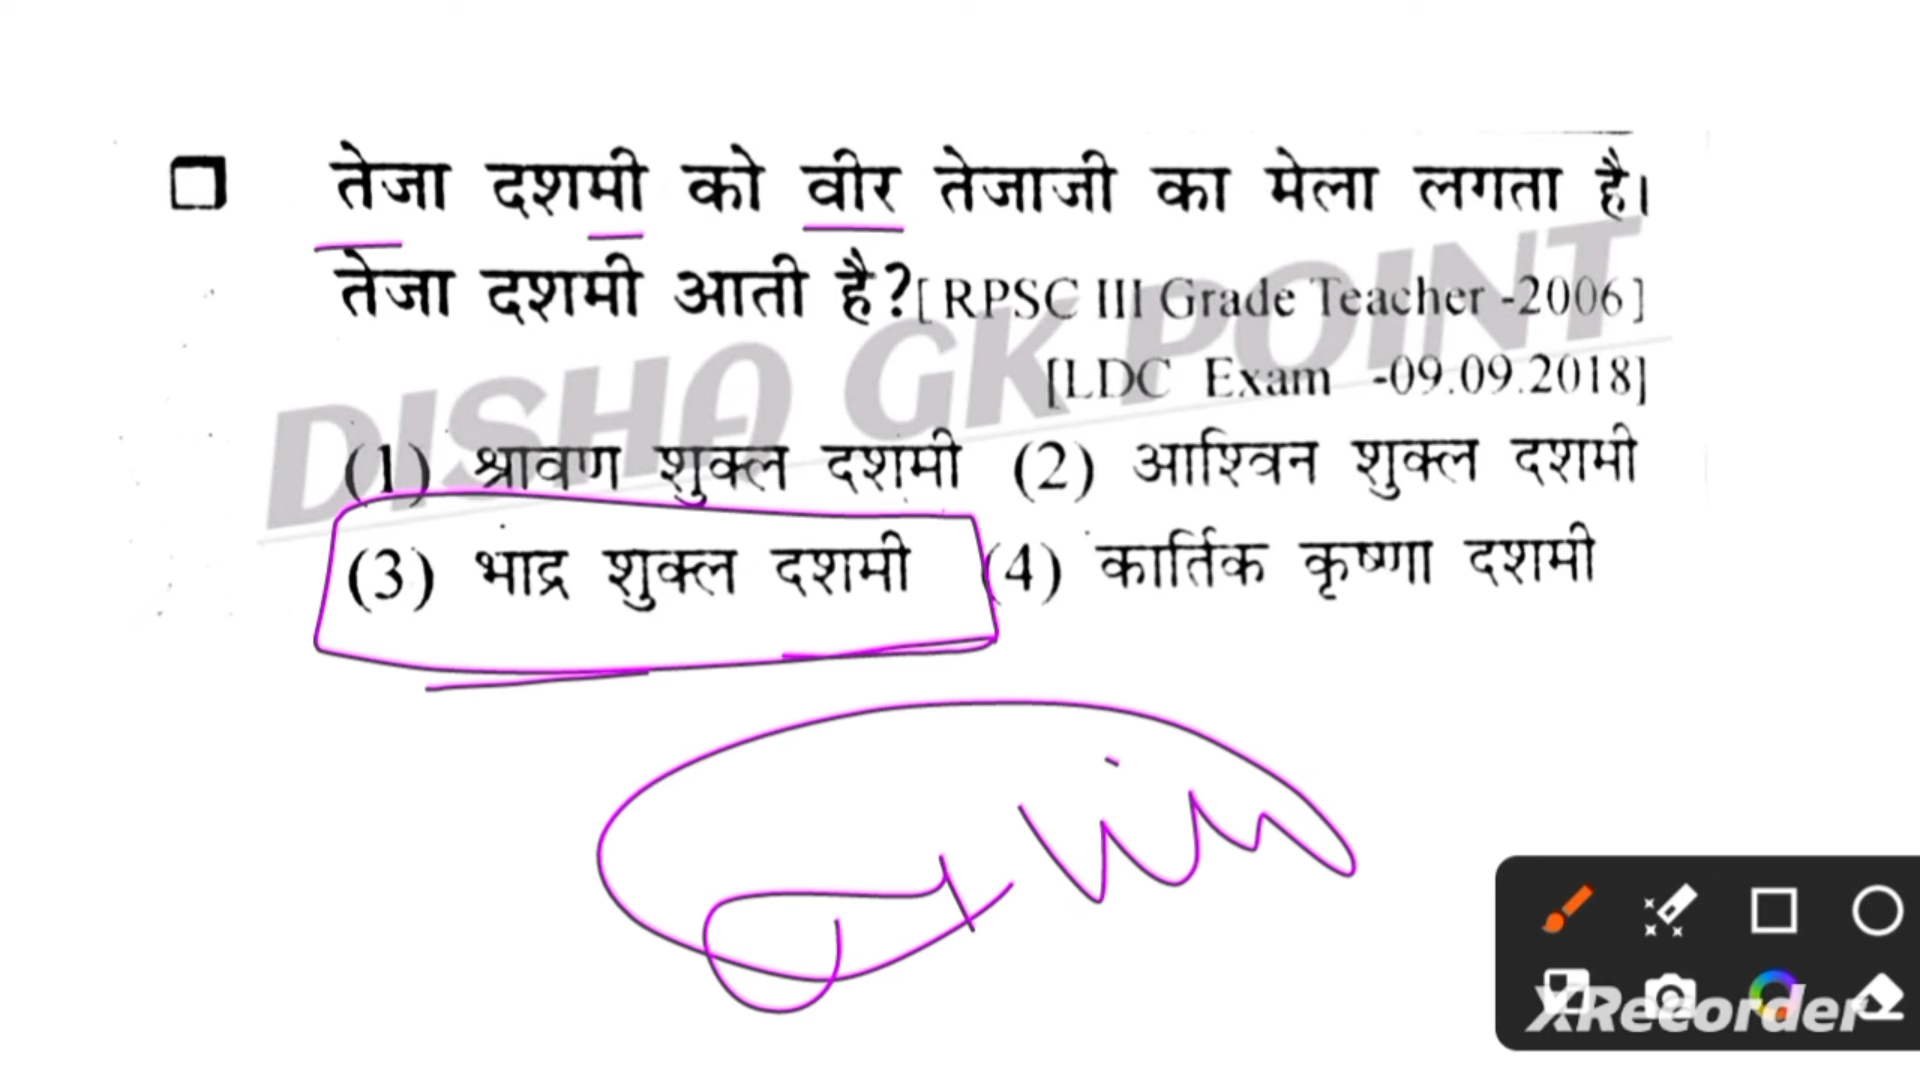 तेजा दशमी को वीर तेजाजी का मेला लगता है।
तेजा दशमी आती है?[RPSC III Grade Teacher -2006]
[LDC Exam -09.09.2018]
DISHA GK POINT
(1) श्रावण शुक्ल दशमी (2) आश्विन शुक्ल दशमी
(3) भाद्र शुक्ल दशमी (4) कार्तिक कृष्णा दशमी
XRecorder